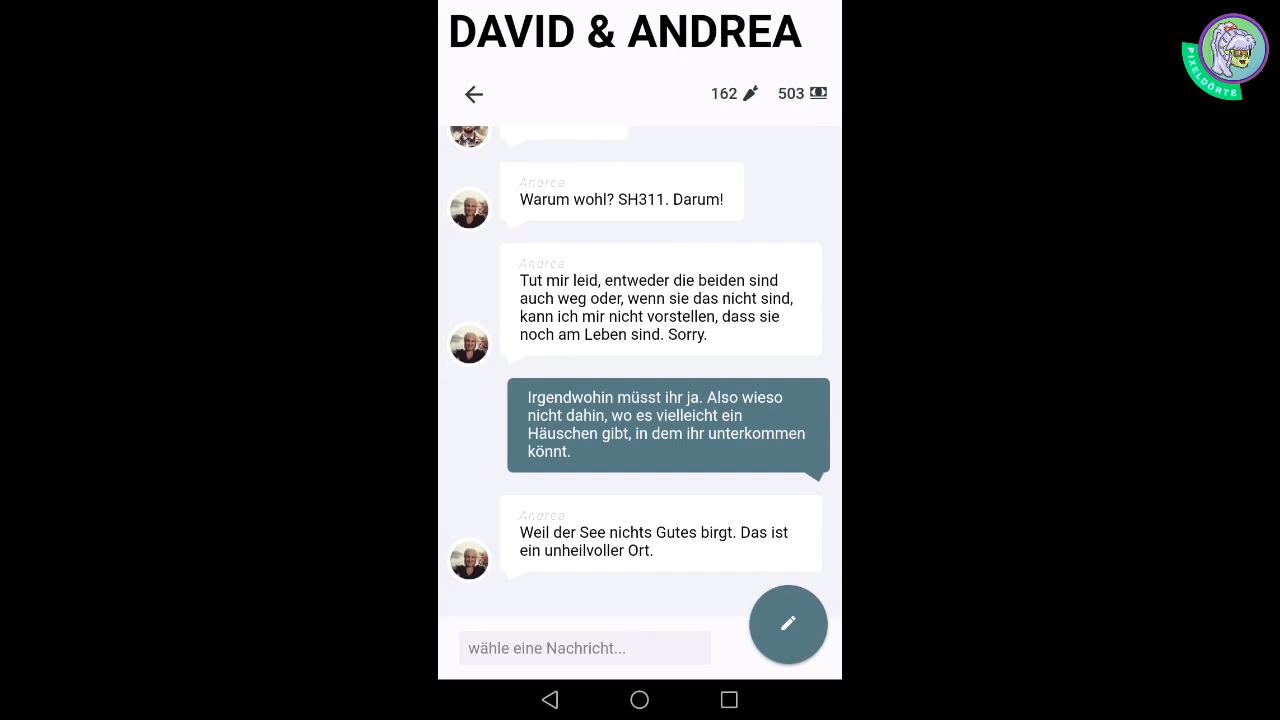 DAVID & ANDREA
162
503
Andrea
Warum wohl? SH311. Darum!
Andrea
Tut mir leid, entweder die beiden sind
auch weg oder, wenn sie das nicht sind,
kann ich mir nicht vorstellen, dass sie
noch am Leben sind. Sorry.
Irgendwohin müsst ihr ja. Also wieso
nicht dahin, wo es vielleicht ein
Häuschen gibt, in dem ihr unterkommen
könnt.
Andrea
Weil der See nichts Gutes birgt. Das ist
ein unheilvoller Ort.
wähle eine Nachricht...
PIXELDÖRTE